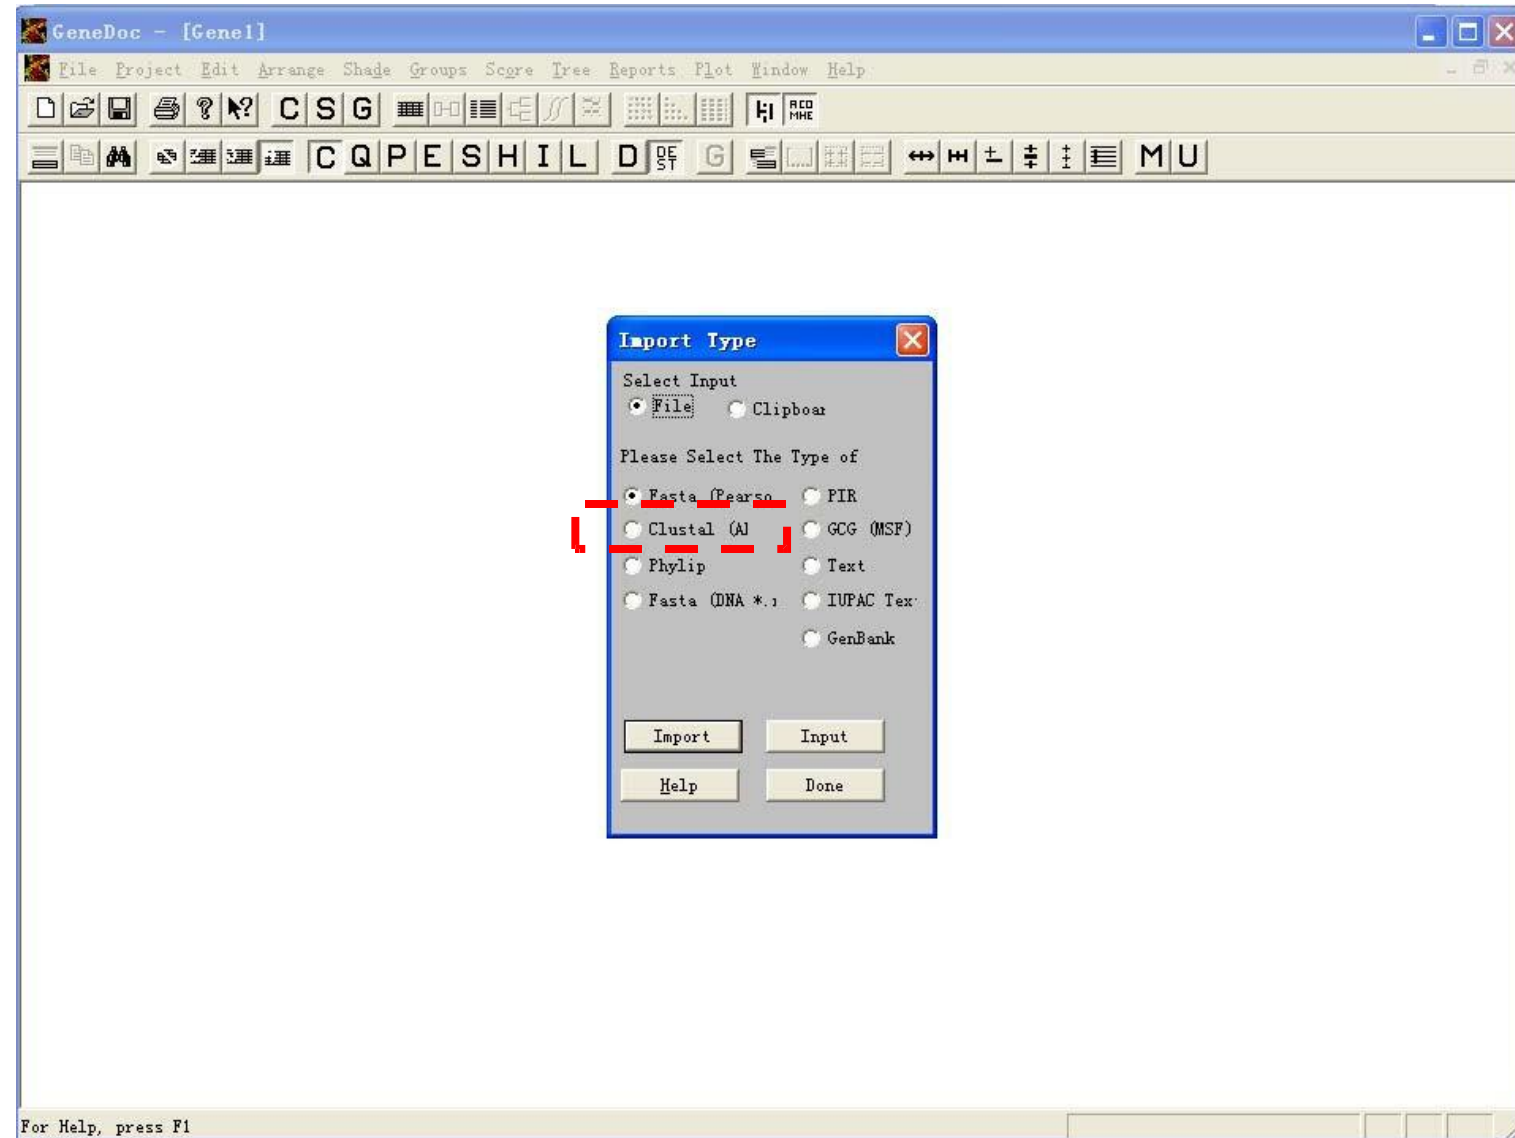 GeneDoc - [Gene1]
File Project Edit Arrange Shade Groups Score Tree Reports Plot Window Help
C S G
C Q P E S H I L D G M U
Import Type
Select Input
File Clipboar
Please Select The Type of
Fasta (Pearso PIR
Clustal (Al GCG (MSF)
Phylip Text
Fasta (DNA *. IUPAC Tex
GenBank
Import Input
Help Done
For Help, press F1